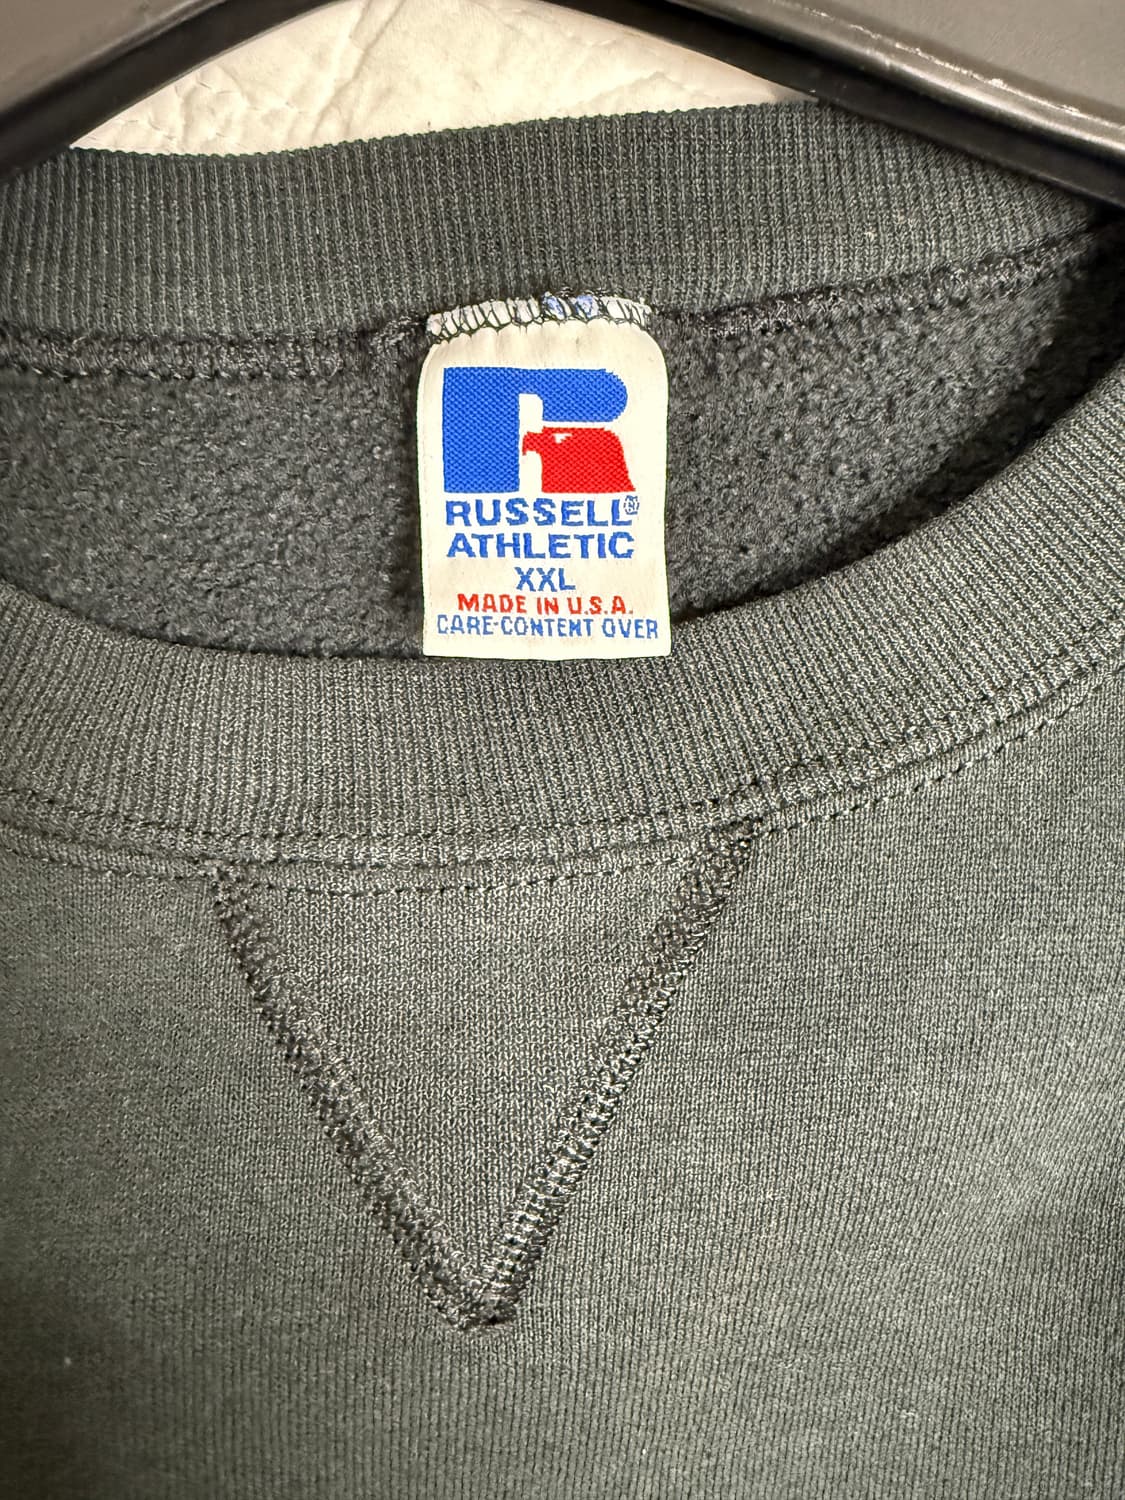 RUSSELL®
ATHLETIC
XXL
MADE IN U.S.A.
CARE-CONTENT OVER